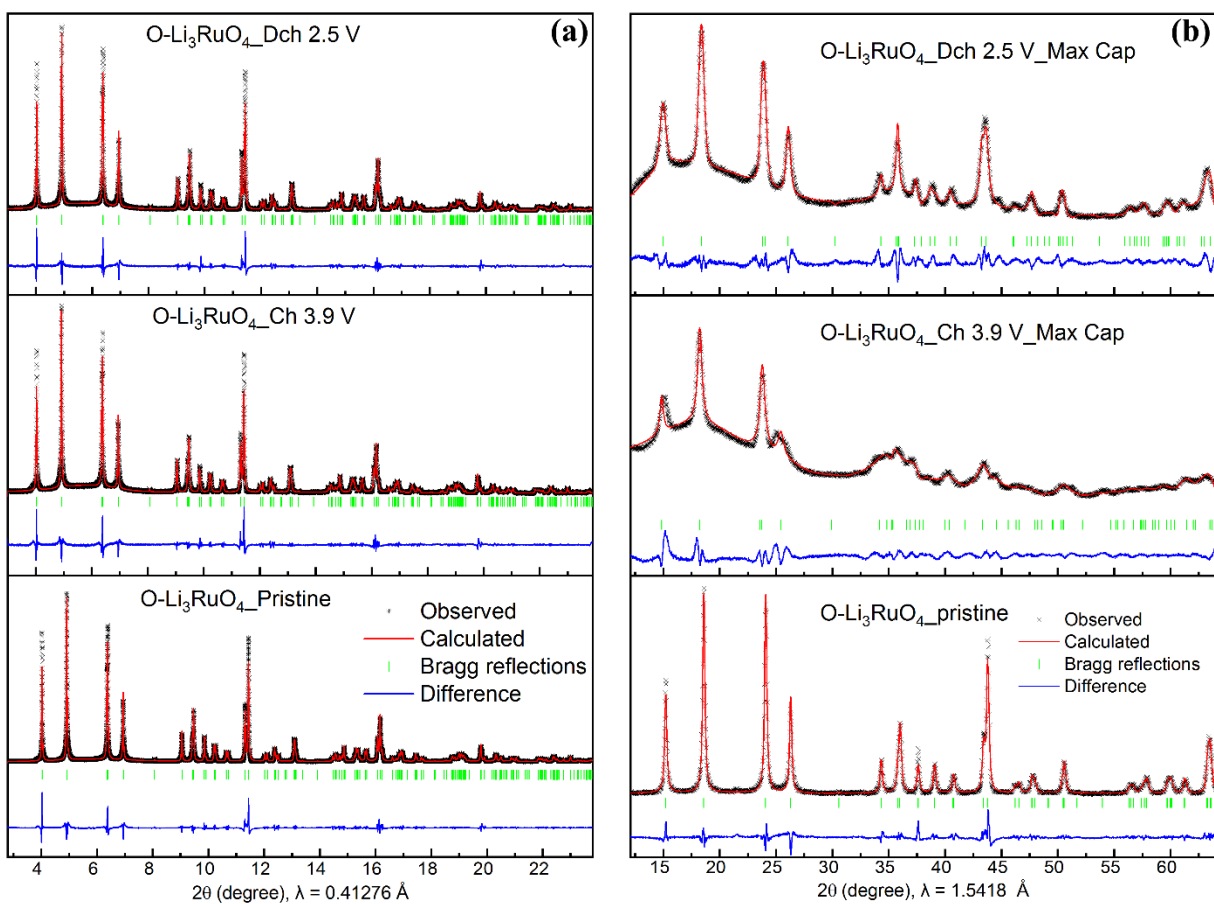 (a)
O-Li₃RuO₄_Dch 2.5 V
O-Li₃RuO₄_Ch 3.9 V
O-Li₃RuO₄_Pristine
Observed
Calculated
Bragg reflections
Difference
4 6 8 10 12 14 16 18 20 22
2θ (degree), λ = 0.41276 Å
(b)
O-Li₃RuO₄_Dch 2.5 V_Max Cap
O-Li₃RuO₄_Ch 3.9 V_Max Cap
O-Li₃RuO₄_pristine
Observed
Calculated
Bragg reflections
Difference
15 20 25 30 35 40 45 50 55 60
2θ (degree), λ = 1.5418 Å